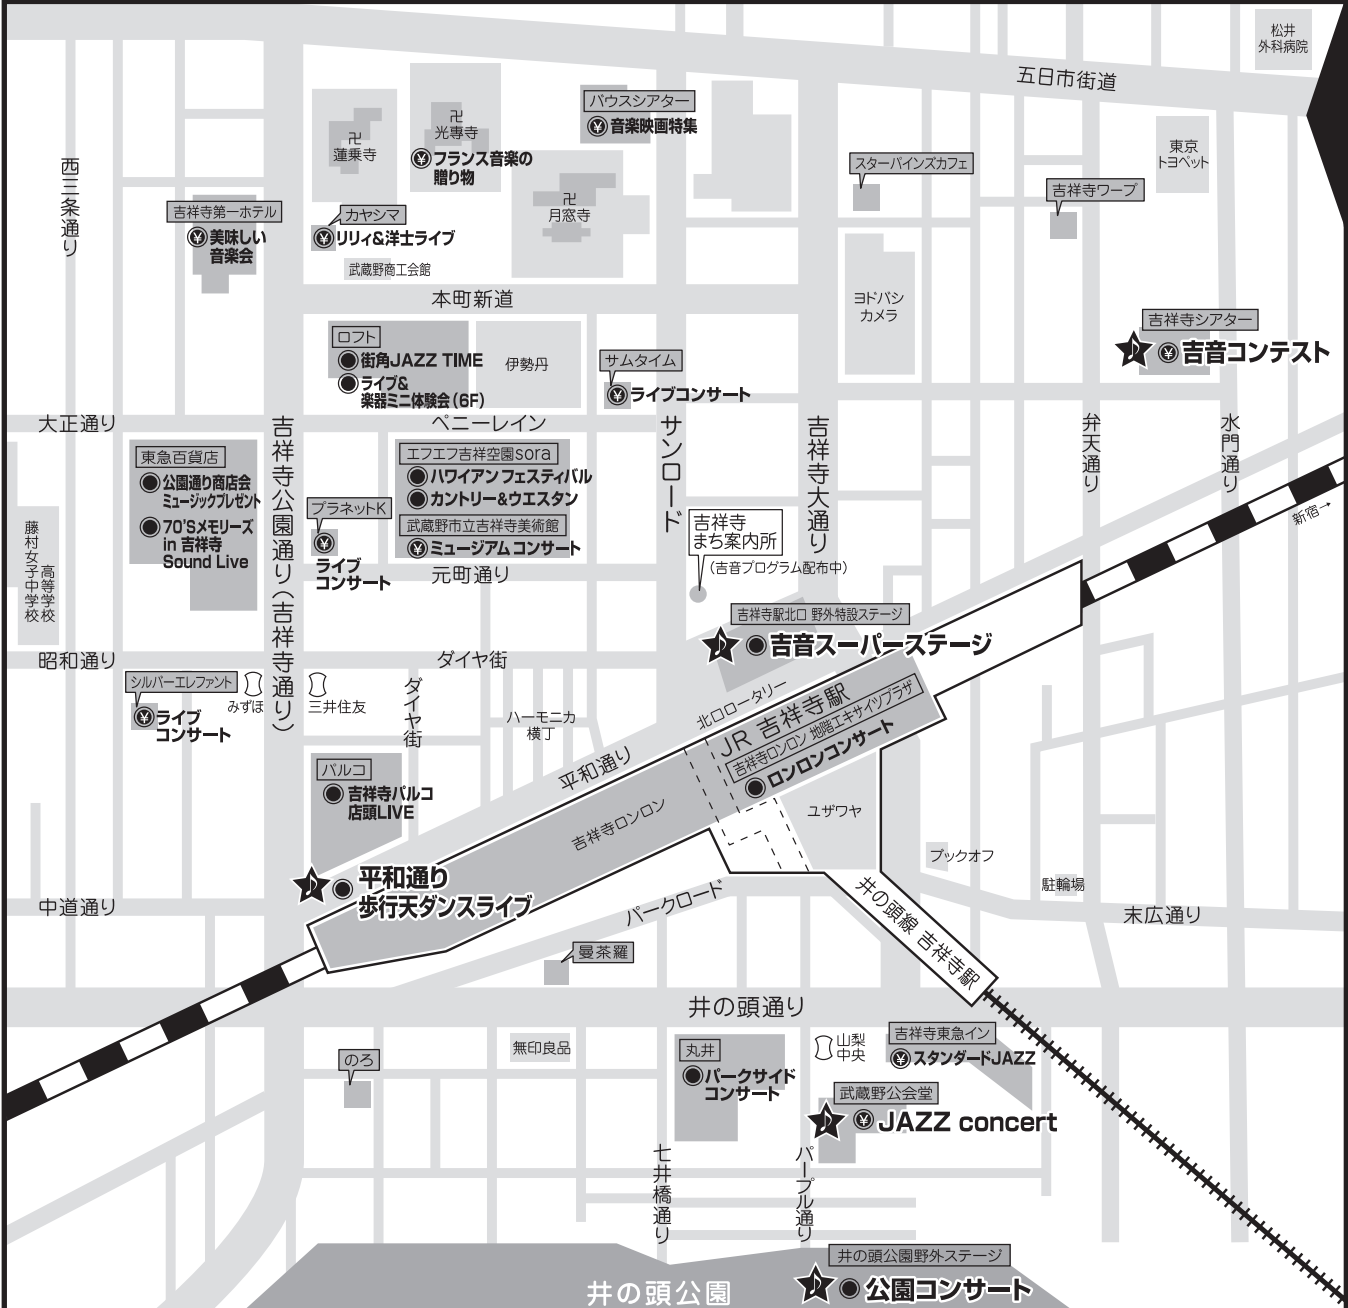 松井
外科病院
五日市街道
卍
蓮乗寺
卍
光専寺
¥ フランス音楽の
贈り物
バウスシアター
¥ 音楽映画特集
卍
月窓寺
東京
トヨペット
スターパインズカフェ
吉祥寺ワープ
西三条通り
吉祥寺第一ホテル
¥ 美味しい
音楽会
カヤシマ
¥ リリィ&洋士ライブ
武蔵野商工会館
本町新道
ヨドバシ
カメラ
吉祥寺シアター
¥ 吉音コンテスト
ロフト
街角JAZZ TIME
ライブ&
楽器ミニ体験会(6F)
伊勢丹
サムタイム
¥ ライブコンサート
大正通り
ペニーレイン
吉祥寺公園通り(吉祥寺通り)
サンロード
吉祥寺大通り
弁天通り
水門通り
東急百貨店
公園通り商店会
ミュージックプレゼント
70'Sメモリーズ
in 吉祥寺
Sound Live
エフエフ吉祥空園sora
ハワイアン フェスティバル
カントリー&ウエスタン
武蔵野市立吉祥寺美術館
¥ ミュージアム コンサート
プラネットK
¥
ライブ
コンサート
元町通り
藤村女子中学校
高等学校
吉祥寺
まち案内所
(吉音プログラム配布中)
新宿→
吉祥寺駅北口 野外特設ステージ
吉音スーパーステージ
昭和通り
ダイヤ街
シルバーエレファント
¥ ライブ
コンサート
みずほ
三井住友
ダイヤ街
ハーモニカ
横丁
北口ロータリー
JR 吉祥寺駅
吉祥寺ロンロン 地階エキサイツプラザ
ロンロンコンサート
平和通り
パルコ
吉祥寺パルコ
店頭LIVE
吉祥寺ロンロン
ユザワヤ
ブックオフ
駐輪場
平和通り
歩行天ダンスライブ
中道通り
パークロード
井の頭線 吉祥寺駅
末広通り
曼荼羅
井の頭通り
のろ
無印良品
丸井
パークサイド
コンサート
山梨
中央
吉祥寺東急イン
¥ スタンダードJAZZ
武蔵野公会堂
¥ JAZZ concert
七井橋通り
パープル通り
井の頭公園野外ステージ
公園コンサート
井の頭公園